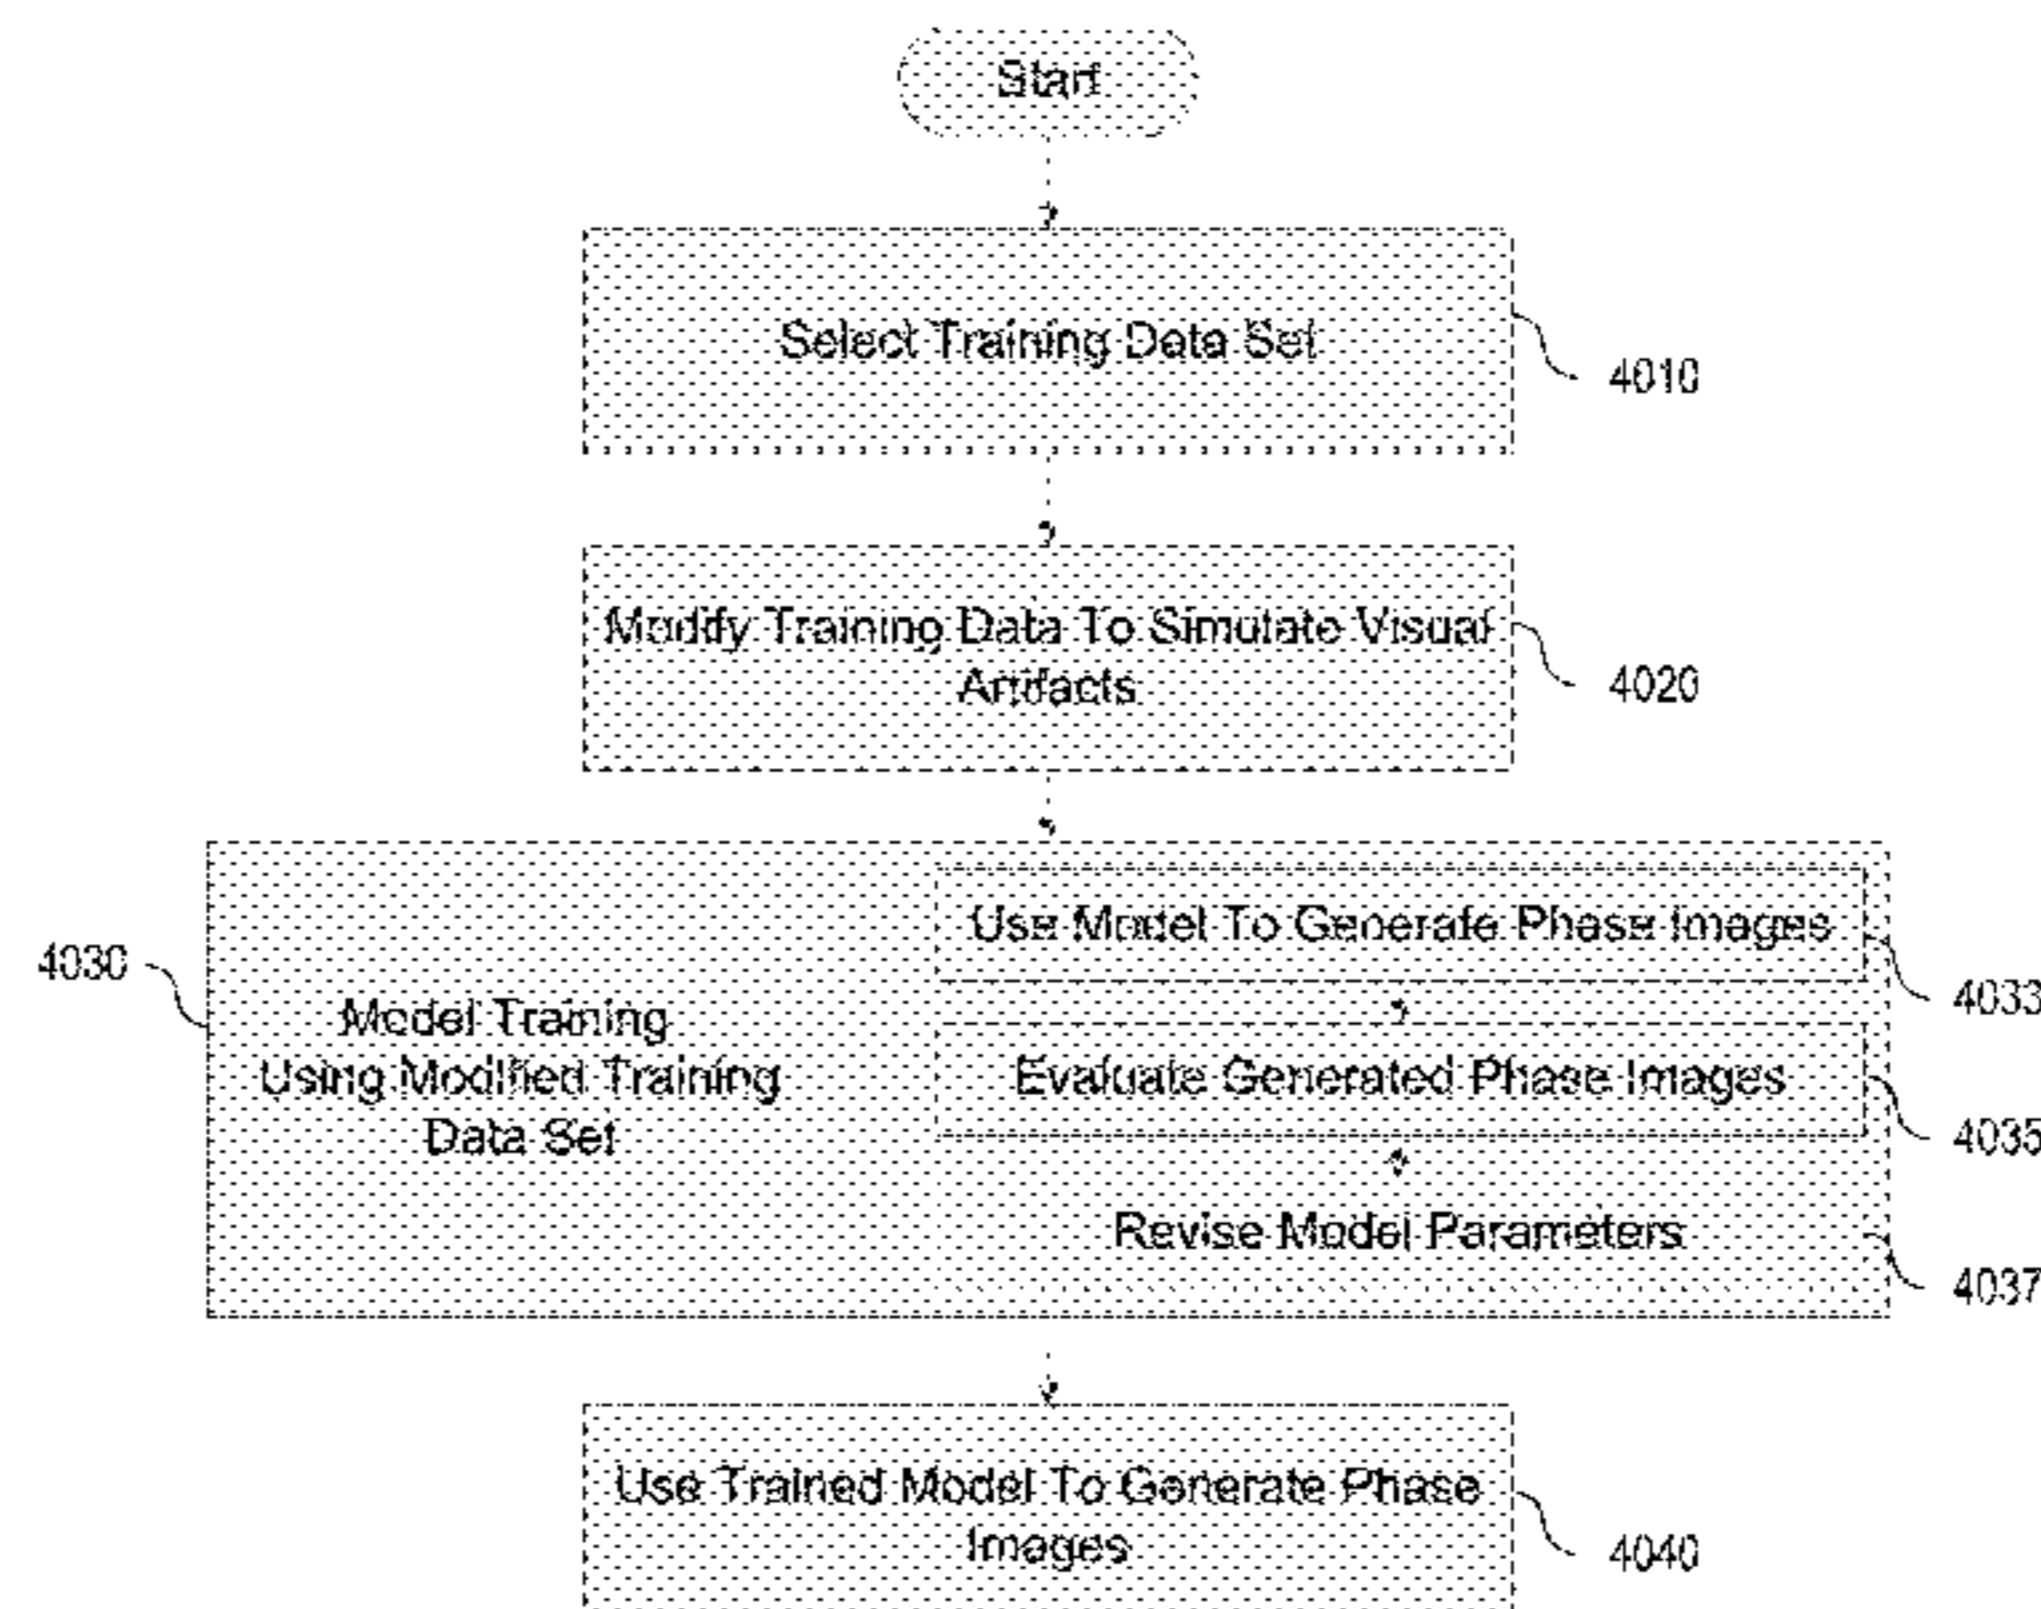 Start
Select Training Data Set
4010
Modify Training Data To Simulate Visual
Artifacts
4020
4030
Model Training
Using Modified Training
Data Set
Use Model To Generate Phase Images
4033
Evaluate Generated Phase Images
4035
Revise Model Parameters
4037
Use Trained Model To Generate Phase
Images
4040